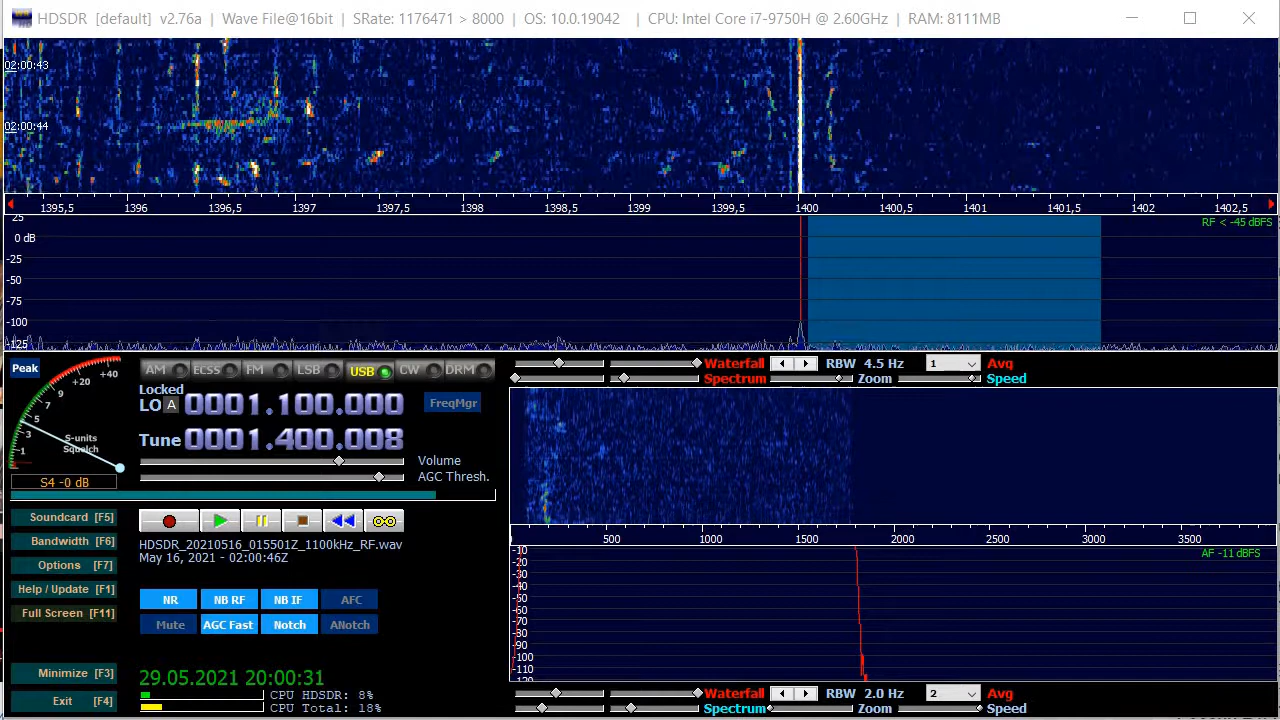 HDSDR [default] v2.76a | Wave File@16bit | SRate: 1176471 > 8000 | OS: 10.0.19042 | CPU: Intel Core i7-9750H @ 2.60GHz | RAM: 8111MB
02:00:43
02:00:44
1395,5 1396 1396,5 1397 1397,5 1398 1398,5 1399 1399,5 1400 1400,5 1401 1401,5 1402 1402,5
25 RF < -45 dBFS
0 dB
-25
-50
-75
-100
-125
Peak
+20 +40
9
7
5
3
1
S-units
Squelch
S4 -0 dB
AM ECSS FM LSB USB CW DRM
Locked
LO A 0001.100.000 FreqMgr
Tune 0001.400.008
Volume
AGC Thresh.
Waterfall RBW 4.5 Hz 1 Avg
Spectrum Zoom Speed
Soundcard [F5]
Bandwidth [F6]
Options [F7]
Help / Update [F1]
Full Screen [F11]
Minimize [F3]
Exit [F4]
HDSDR_20210516_015501Z_1100kHz_RF.wav
May 16, 2021 - 02:00:46Z
NR NB RF NB IF AFC
Mute AGC Fast Notch ANotch
29.05.2021 20:00:31
CPU HDSDR: 8%
CPU Total: 18%
500 1000 1500 2000 2500 3000 3500
-10 AF -11 dBFS
-20
-30
-40
-50
-60
-70
-80
-90
-100
-110
-120
Waterfall RBW 2.0 Hz 2 Avg
Spectrum Zoom Speed